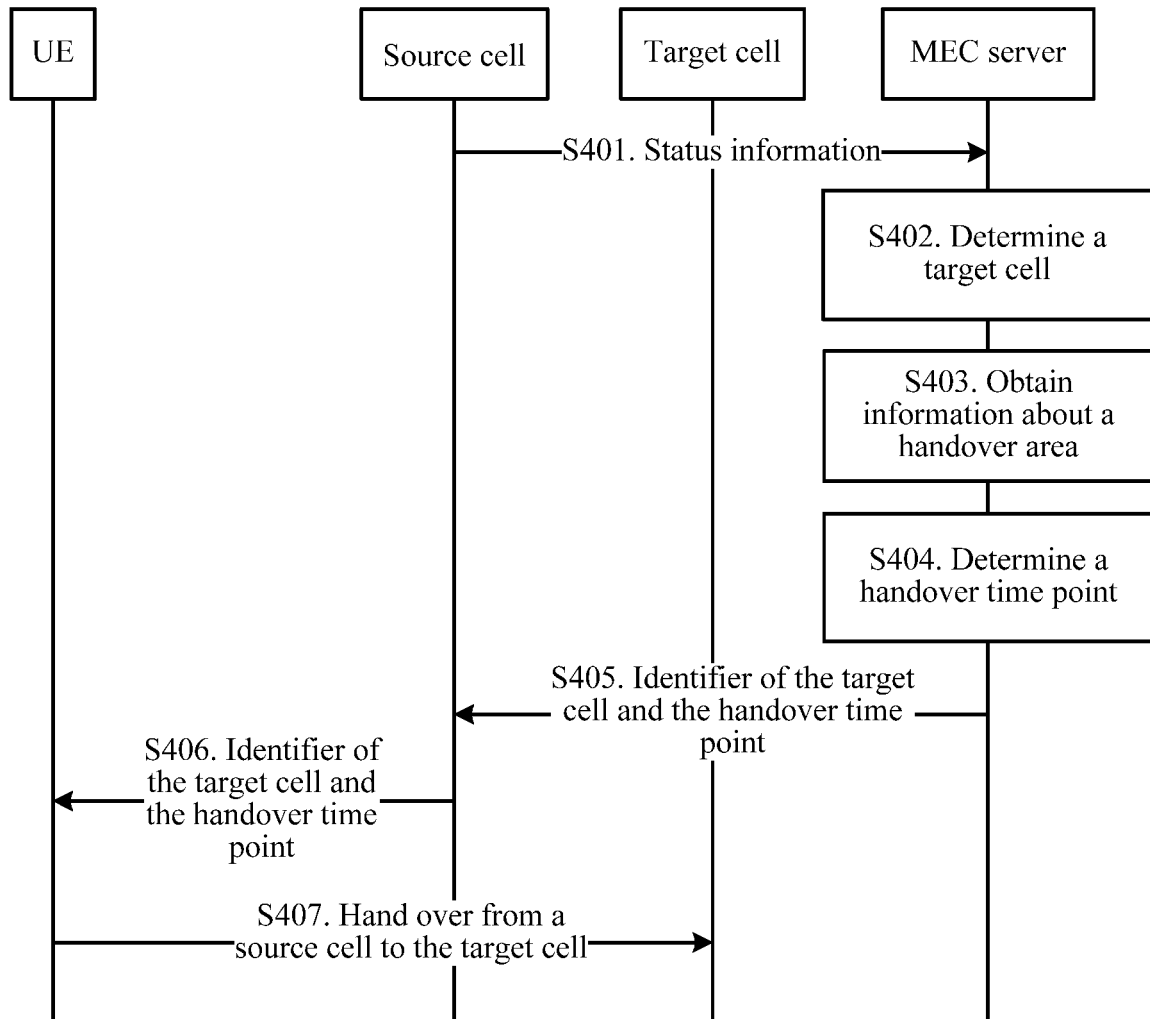 UE
Source cell
Target cell
MEC server
S401. Status information
S402. Determine a
target cell
S403. Obtain
information about a
handover area
S404. Determine a
handover time point
S405. Identifier of the target
cell and the handover time
point
S406. Identifier of
the target cell and
the handover time
point
S407. Hand over from a
source cell to the target cell